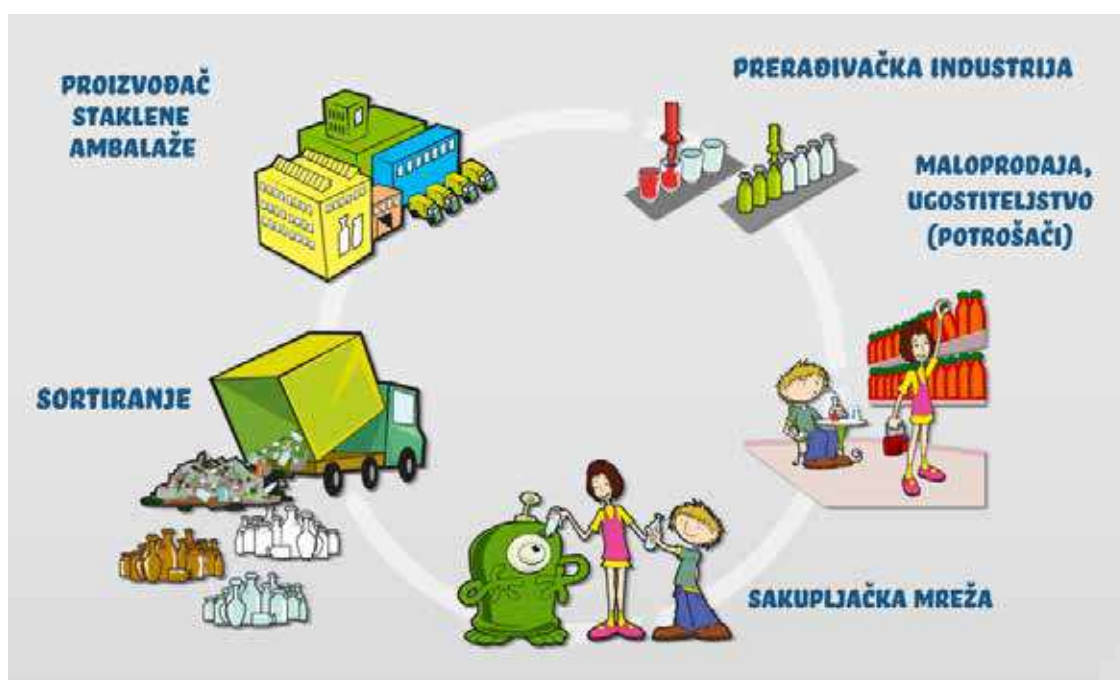 PROIZVOĐAČ
STAKLENE
AMBALAŽE
PRERAĐIVAČKA INDUSTRIJA
MALOPRODAJA,
UGOSTITELJSTVO
(POTROŠAČI)
SAKUPLJAČKA MREŽA
SORTIRANJE